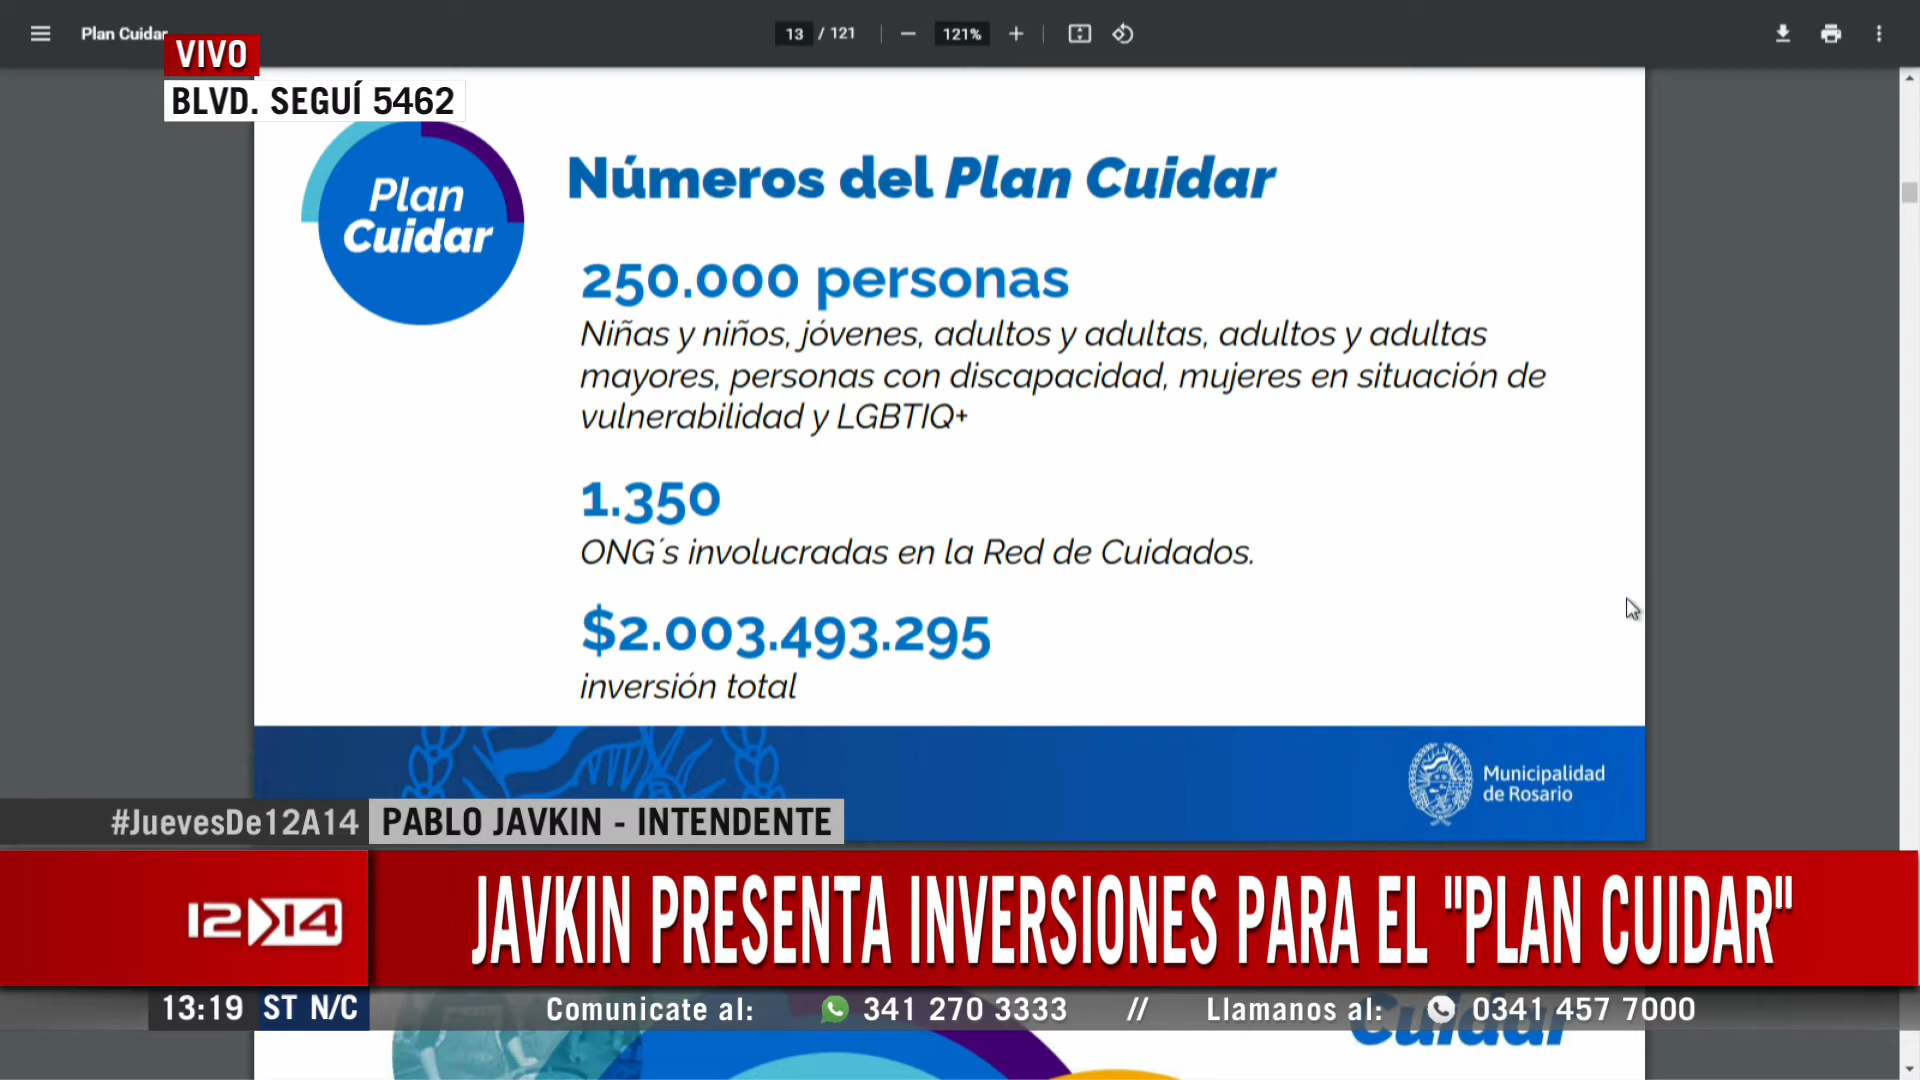 Plan Cuidar
13 / 121
121%
VIVO
BLVD. SEGUÍ 5462
Plan
Cuidar
Números del Plan Cuidar
250.000 personas
Niñas y niños, jóvenes, adultos y adultas, adultos y adultas
mayores, personas con discapacidad, mujeres en situación de
vulnerabilidad y LGBTIQ+
1.350
ONG´s involucradas en la Red de Cuidados.
$2.003.493.295
inversión total
Municipalidad
de Rosario
#JuevesDe12A14
PABLO JAVKIN - INTENDENTE
12 14
JAVKIN PRESENTA INVERSIONES PARA EL "PLAN CUIDAR"
13:19 ST N/C
Comunicate al: 341 270 3333 // Llamanos al: 0341 457 7000
Cuidar